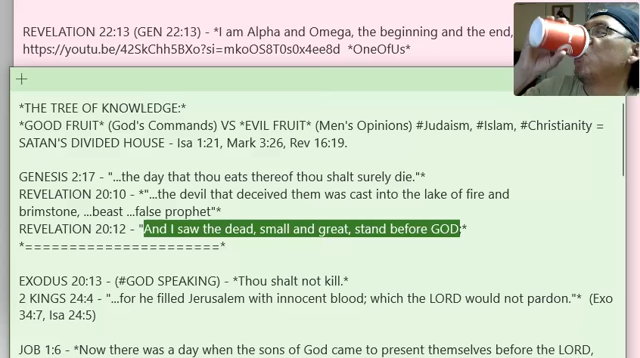 REVELATION 22:13 (GEN 22:13) - *I am Alpha and Omega, the beginning and the end,
https://youtu.be/42SkChh5BXo?si=mkoOS8T0s0x4ee8d *OneOfUs*
+
*THE TREE OF KNOWLEDGE:*
*GOOD FRUIT* (God's Commands) VS *EVIL FRUIT* (Men's Opinions) #Judaism, #Islam, #Christianity =
SATAN'S DIVIDED HOUSE - Isa 1:21, Mark 3:26, Rev 16:19.
GENESIS 2:17 - "...the day that thou eats thereof thou shalt surely die."*
REVELATION 20:10 - *"...the devil that deceived them was cast into the lake of fire and
brimstone, ...beast ...false prophet"*
REVELATION 20:12 - "And I saw the dead, small and great, stand before GOD;*
*======================*
EXODUS 20:13 - (#GOD SPEAKING) - *Thou shalt not kill.*
2 KINGS 24:4 - "...for he filled Jerusalem with innocent blood; which the LORD would not pardon."* (Exo
34:7, Isa 24:5)
JOB 1:6 - *Now there was a day when the sons of God came to present themselves before the LORD,